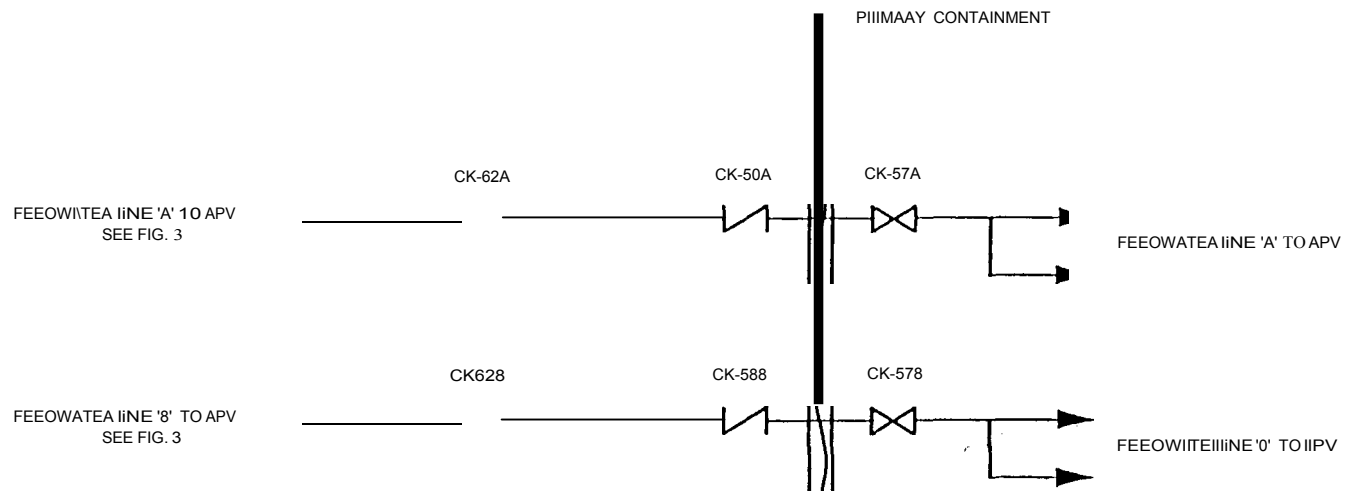 PIIIMAAY CONTAINMENT
CK-62A
CK-50A
CK-57A
FEEOWI\TEA IiNE 'A' 10 APV
SEE FIG. 3
FEEOWATEA IiNE 'A' TO APV
CK628
CK-588
CK-578
FEEOWATEA IiNE '8' TO APV
SEE FIG. 3
FEEOWIITEIIIiNE '0' TO IIPV